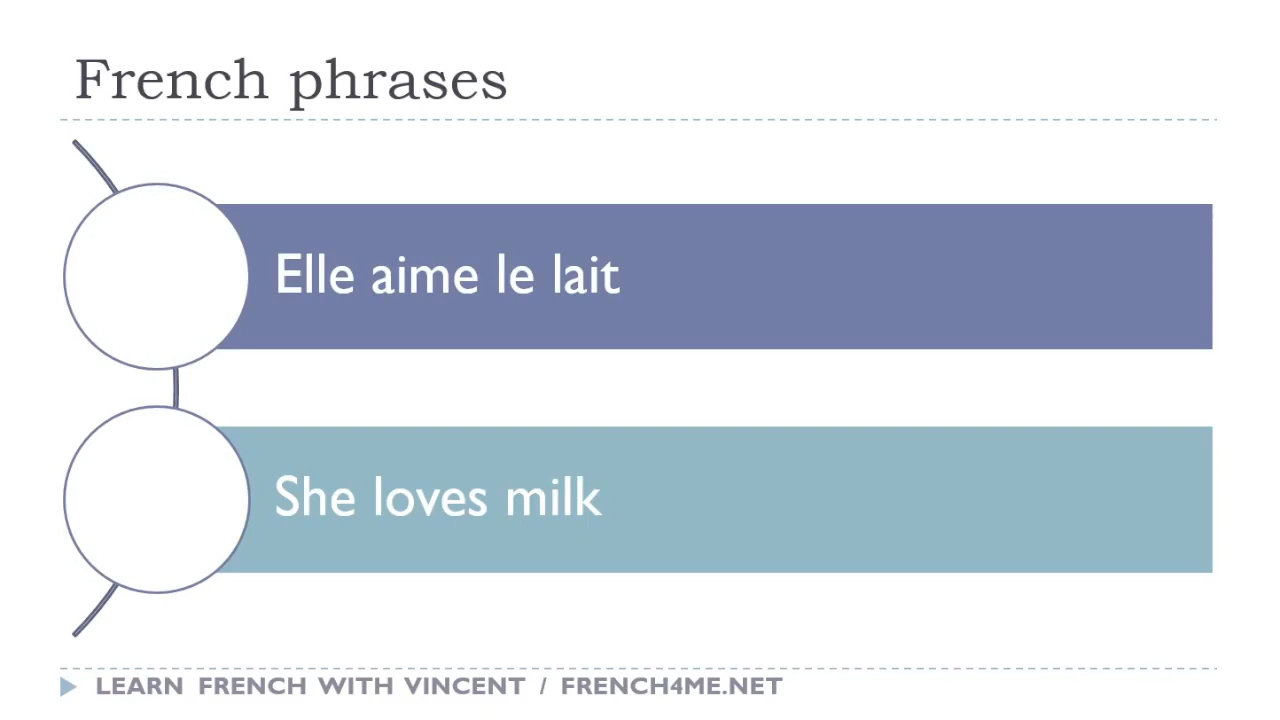 French phrases
Elle aime le lait
She loves milk
LEARN FRENCH WITH VINCENT / FRENCH4ME.NET